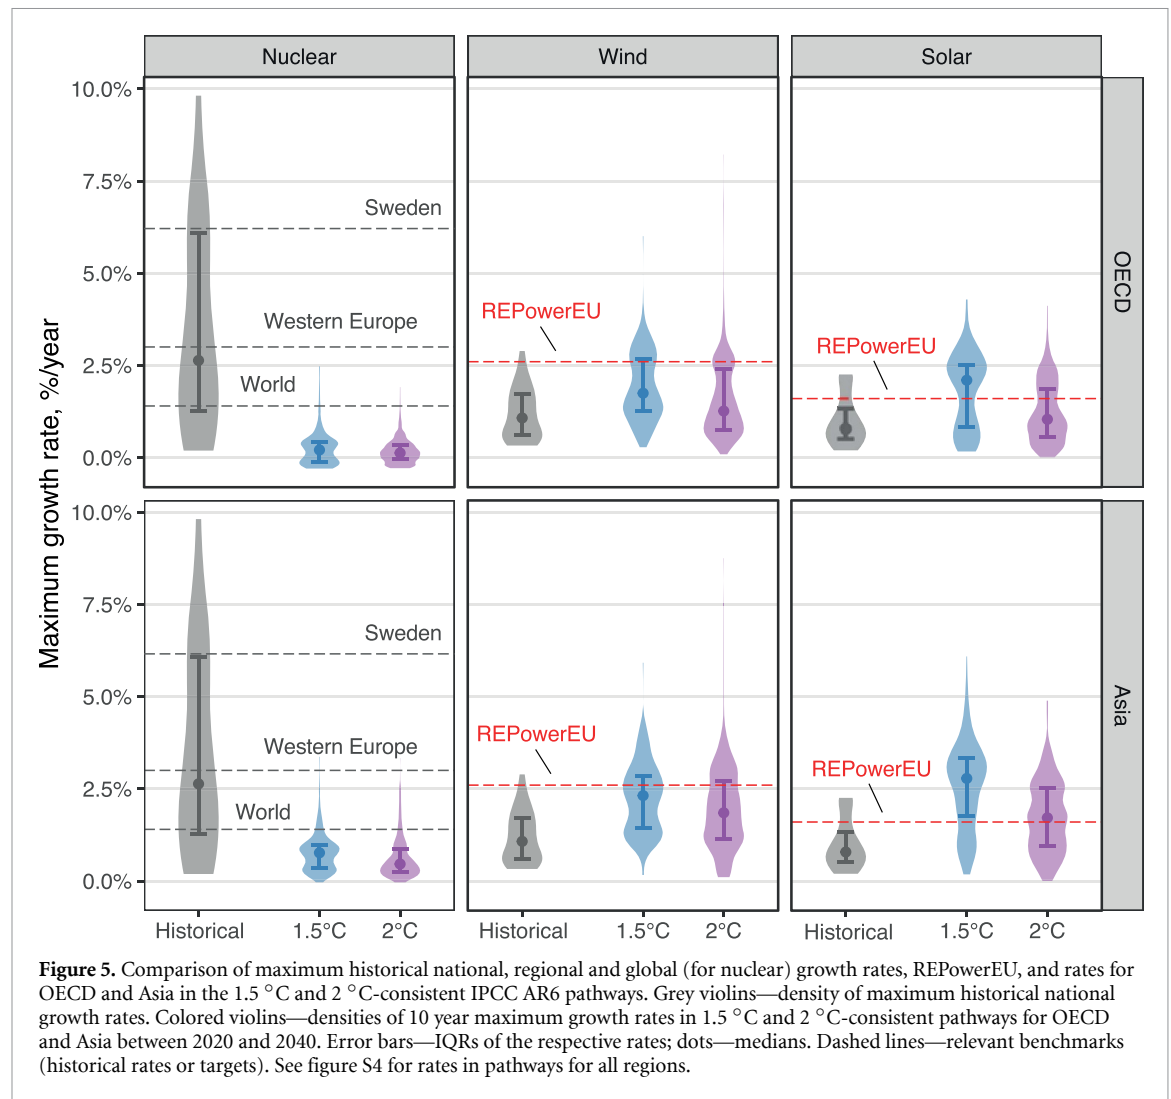 Nuclear
Wind
Solar
Maximum growth rate, %/year
10.0%
7.5%
5.0%
2.5%
0.0%
Sweden
Western Europe
World
REPowerEU
REPowerEU
OECD
10.0%
7.5%
5.0%
2.5%
0.0%
Sweden
Western Europe
World
REPowerEU
REPowerEU
Asia
Historical 1.5°C 2°C
Historical 1.5°C 2°C
Historical 1.5°C 2°C
Figure 5. Comparison of maximum historical national, regional and global (for nuclear) growth rates, REPowerEU, and rates for
OECD and Asia in the 1.5 °C and 2 °C-consistent IPCC AR6 pathways. Grey violins—density of maximum historical national
growth rates. Colored violins—densities of 10 year maximum growth rates in 1.5 °C and 2 °C-consistent pathways for OECD
and Asia between 2020 and 2040. Error bars—IQRs of the respective rates; dots—medians. Dashed lines—relevant benchmarks
(historical rates or targets). See figure S4 for rates in pathways for all regions.